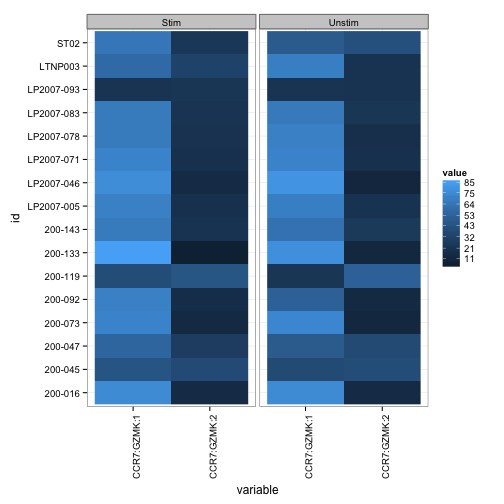 Stim Unstim
ST02
LTNP003
LP2007-093
LP2007-083
LP2007-078
LP2007-071
LP2007-046
LP2007-005
200-143
200-133
200-119
200-092
200-073
200-047
200-045
200-016
id
CCR7:GZMK:1 CCR7:GZMK:2 CCR7:GZMK:1 CCR7:GZMK:2
variable
value
85
75
64
53
43
32
21
11